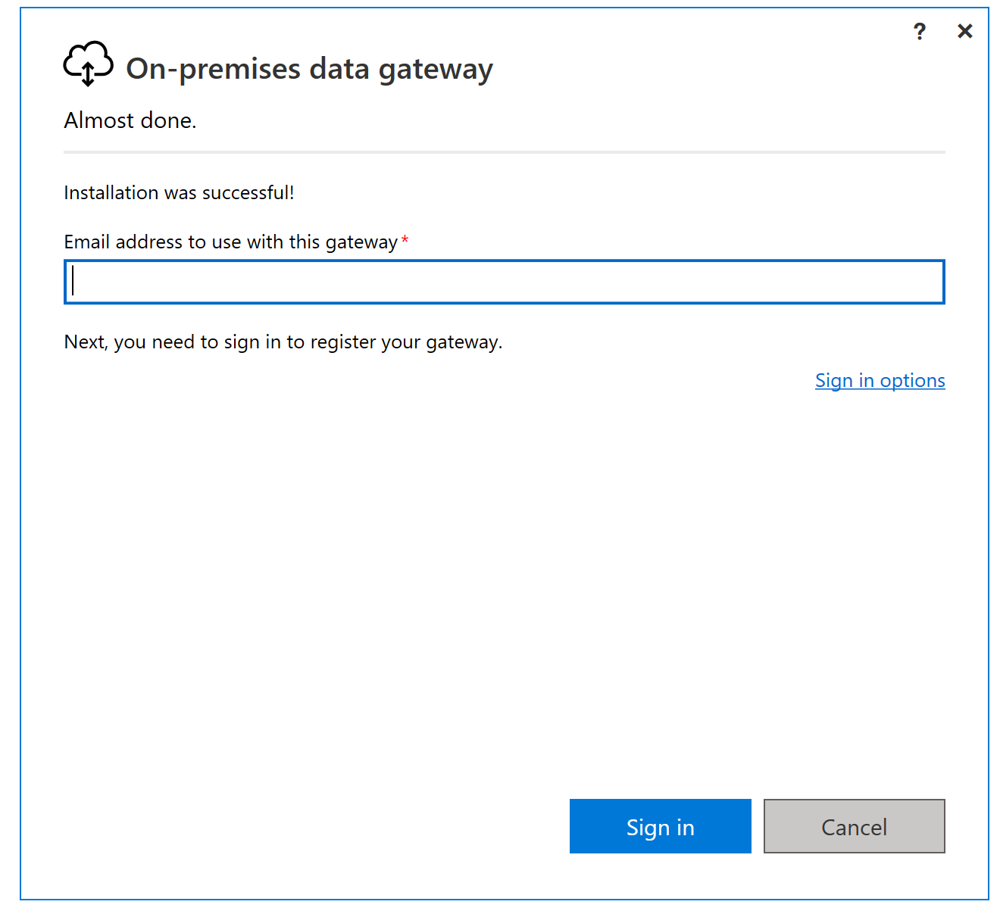 ? ×
On-premises data gateway
Almost done.
Installation was successful!
Email address to use with this gateway*
Next, you need to sign in to register your gateway.
Sign in options
Sign in
Cancel